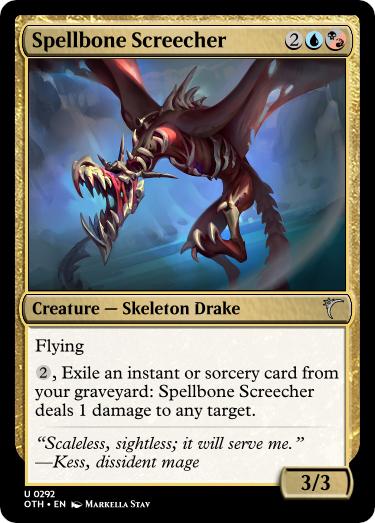 Spellbone Screecher 2
Creature — Skeleton Drake
Flying
2, Exile an instant or sorcery card from
your graveyard: Spellbone Screecher
deals 1 damage to any target.
“Scaleless, sightless; it will serve me.”
—Kess, dissident mage
3/3
U 0292
OTH • EN Markella Stav